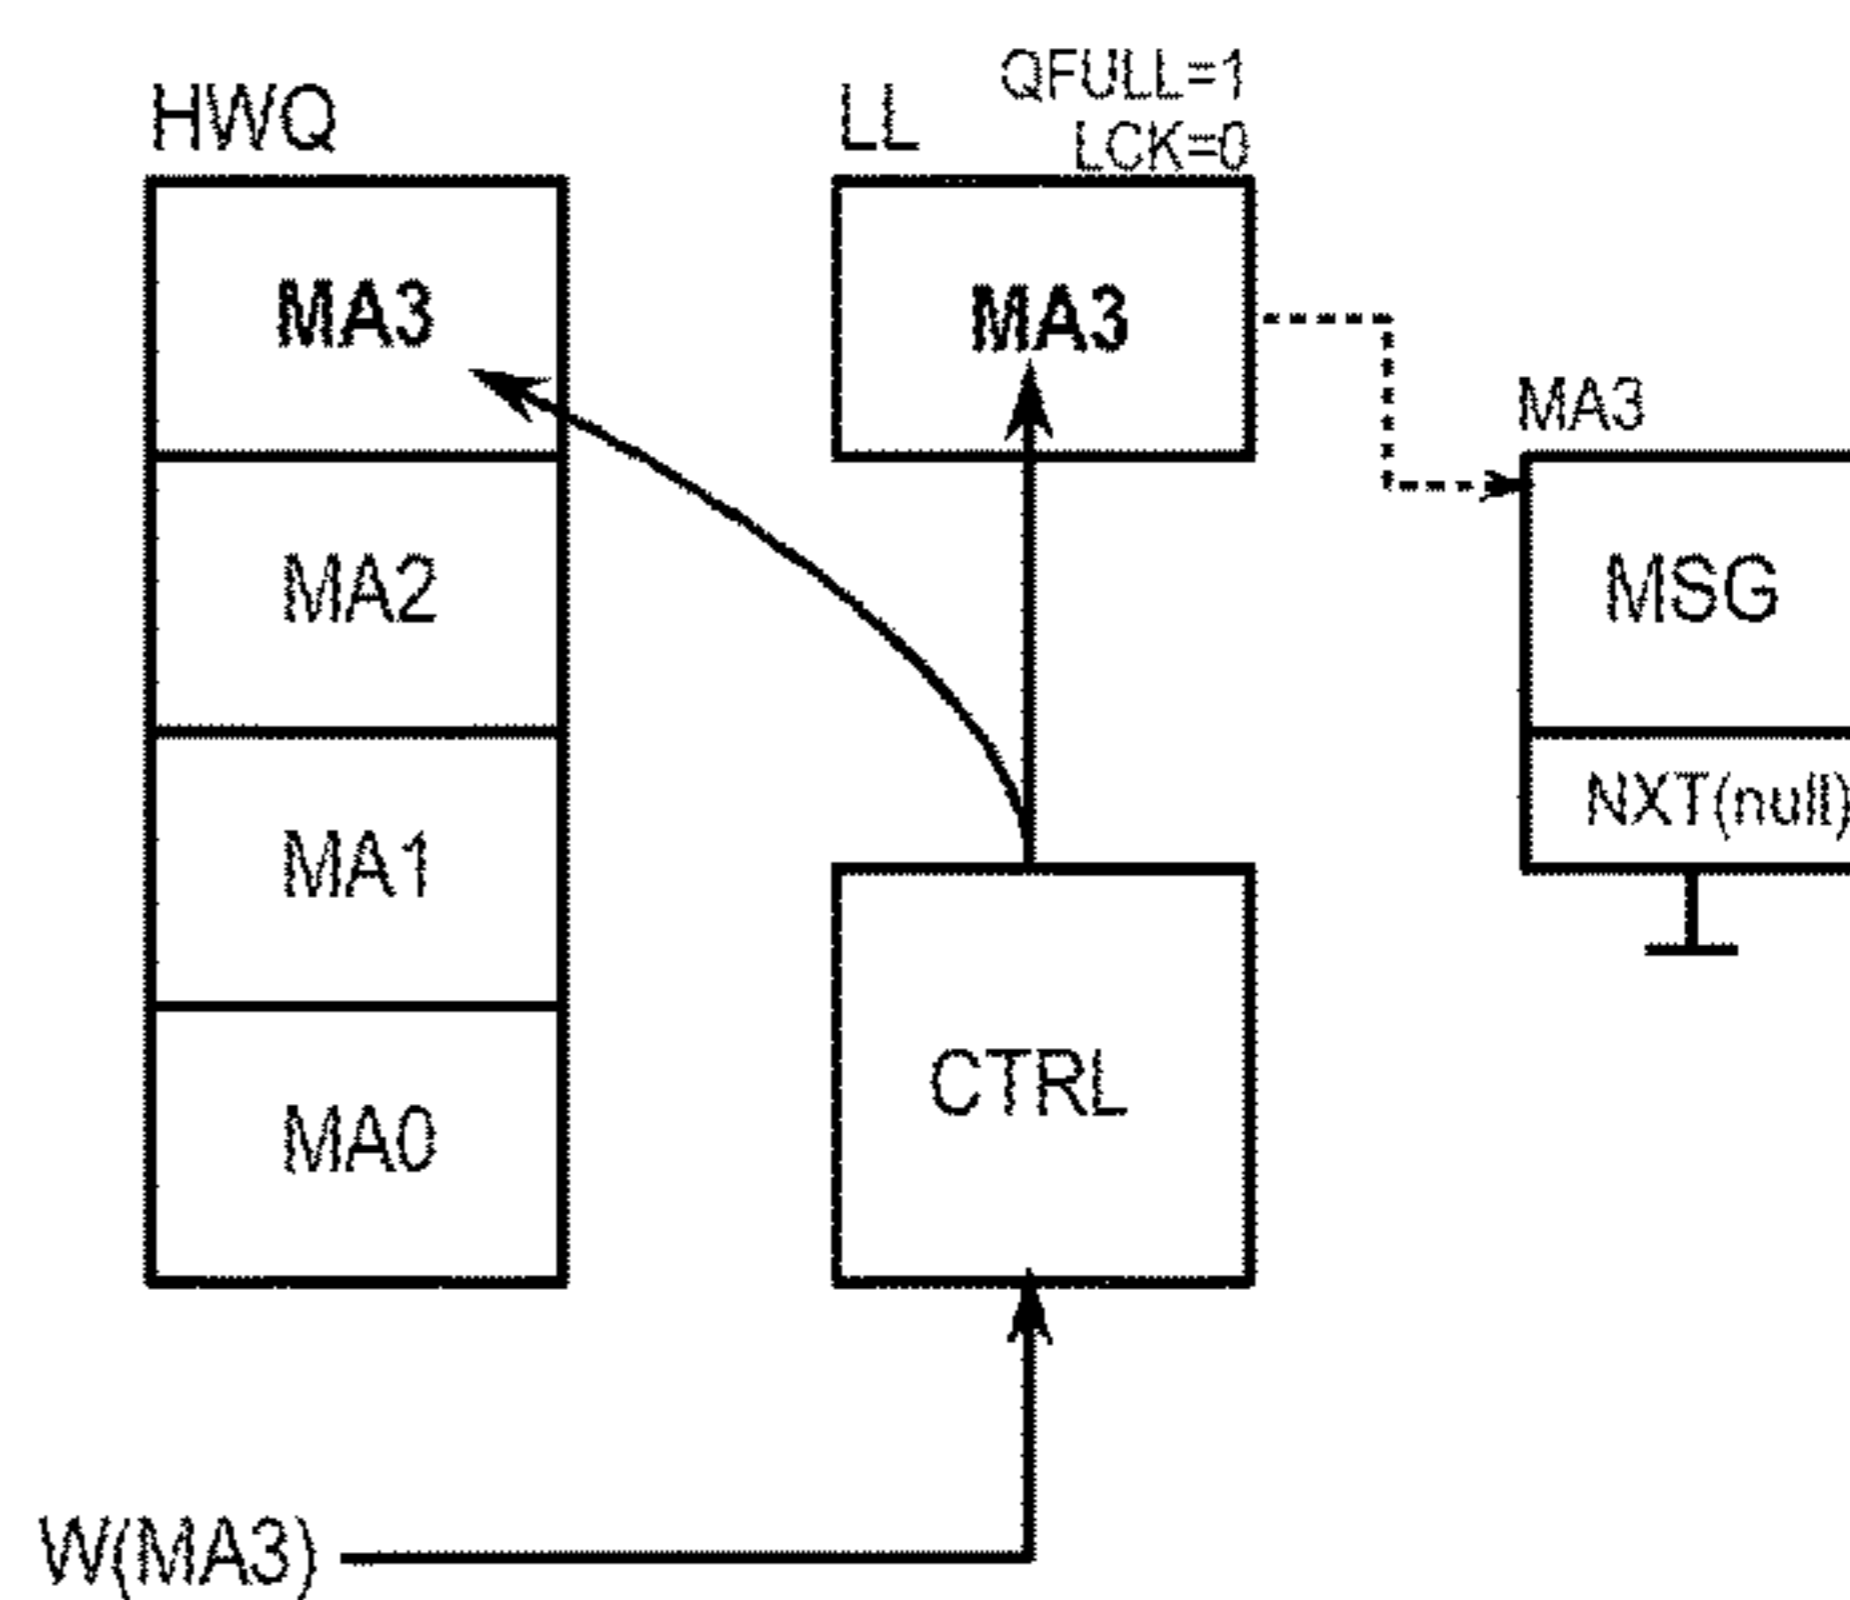 HWQ
LL
QFULL=1
LCK=0
MA3
MA3
MA3
MA2
MSG
NXT(null)
MA1
MA0
CTRL
W(MA3)